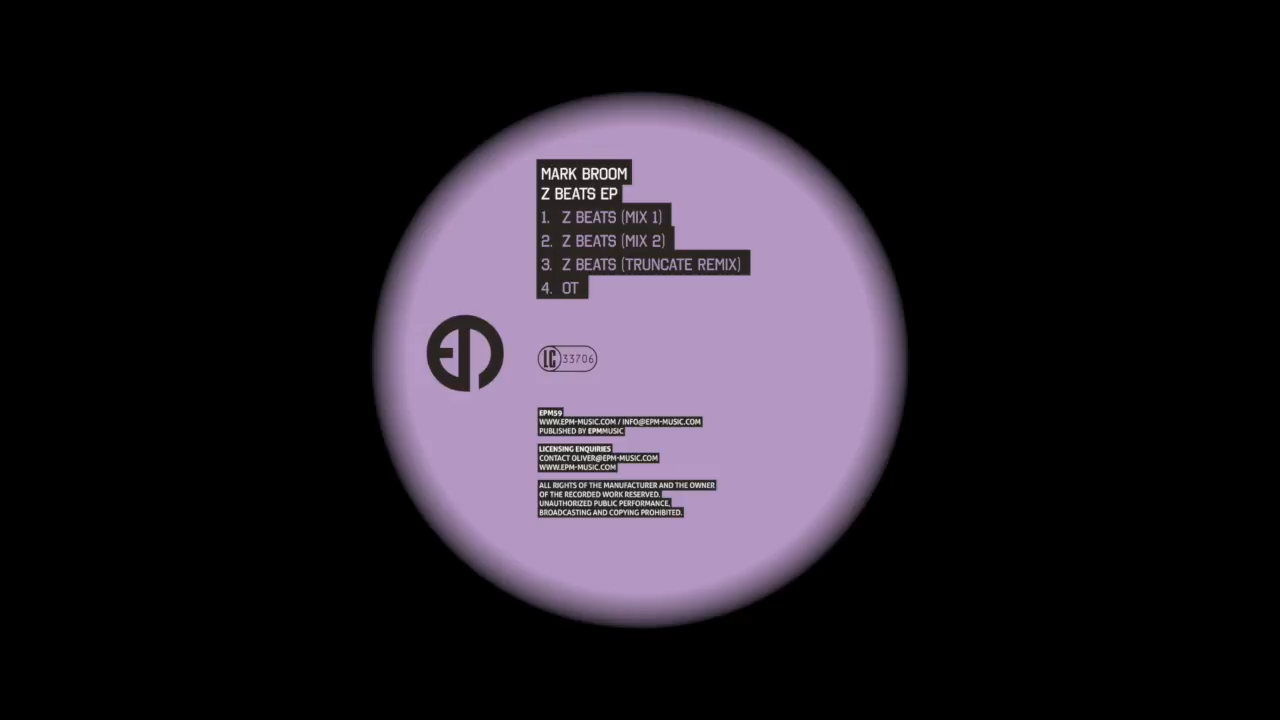 MARK BROOM
Z BEATS EP
1. Z BEATS (MIX 1)
2. Z BEATS (MIX 2)
3. Z BEATS (TRUNCATE REMIX)
4. OT
LC 33706
EPM59
WWW.EPM-MUSIC.COM / INFO@EPM-MUSIC.COM
PUBLISHED BY EPMMUSIC
LICENSING ENQUIRIES
CONTACT OLIVER@EPM-MUSIC.COM
WWW.EPM-MUSIC.COM
ALL RIGHTS OF THE MANUFACTURER AND THE OWNER
OF THE RECORDED WORK RESERVED.
UNAUTHORIZED PUBLIC PERFORMANCE,
BROADCASTING AND COPYING PROHIBITED.